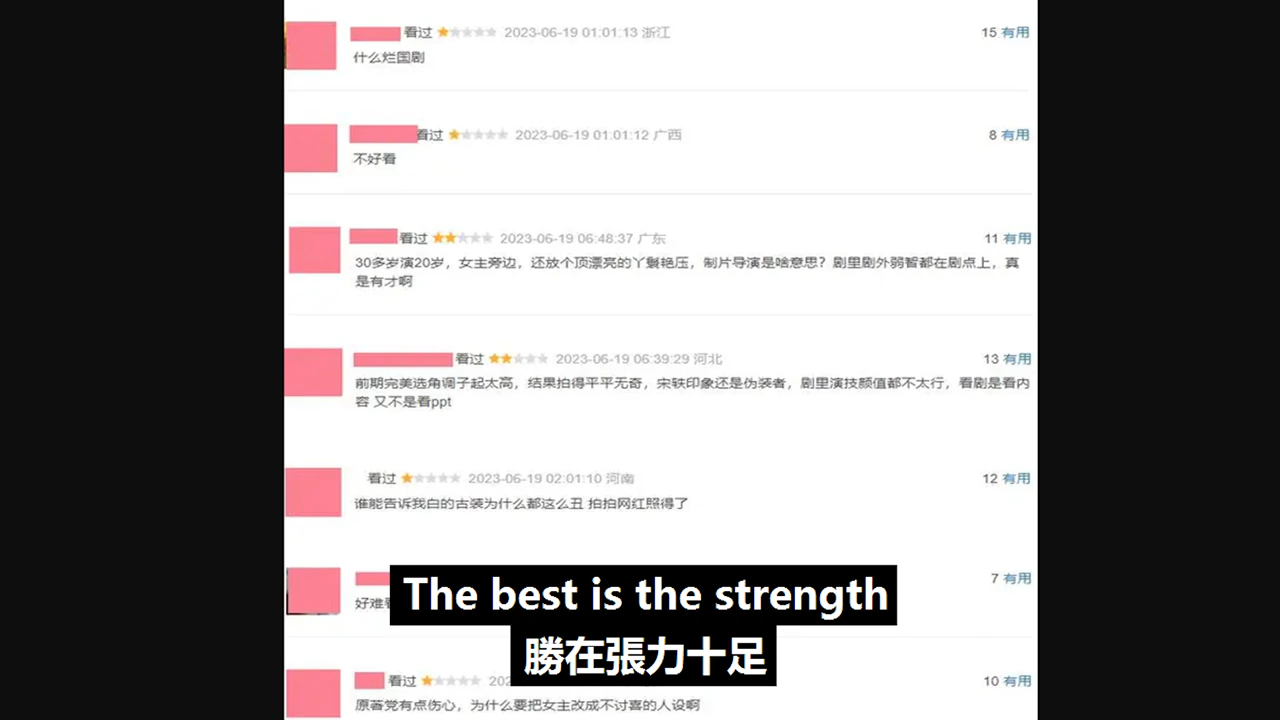 看过 2023-06-19 01:01:13 浙江 15 有用
什么烂国剧
看过 2023-06-19 01:01:12 广西 8 有用
不好看
看过 2023-06-19 06:48:37 广东 11 有用
30多岁演20岁，女主旁边，还放个顶漂亮的丫鬟艳压，制片导演是啥意思？剧里剧外弱智都在剧点上，真
是有才啊
看过 2023-06-19 06:39:29 河北 13 有用
前期完美选角调子起太高，结果拍得平平无奇，宋轶印象还是伪装者，剧里演技颜值都不太行，看剧是看内
容 又不是看ppt
看过 2023-06-19 02:01:10 河南 12 有用
谁能告诉我白的古装为什么都这么丑 拍拍网红照得了
7 有用
好难
The best is the strength
勝在張力十足
看过 10 有用
原著党有点伤心，为什么要把女主改成不讨喜的人设啊